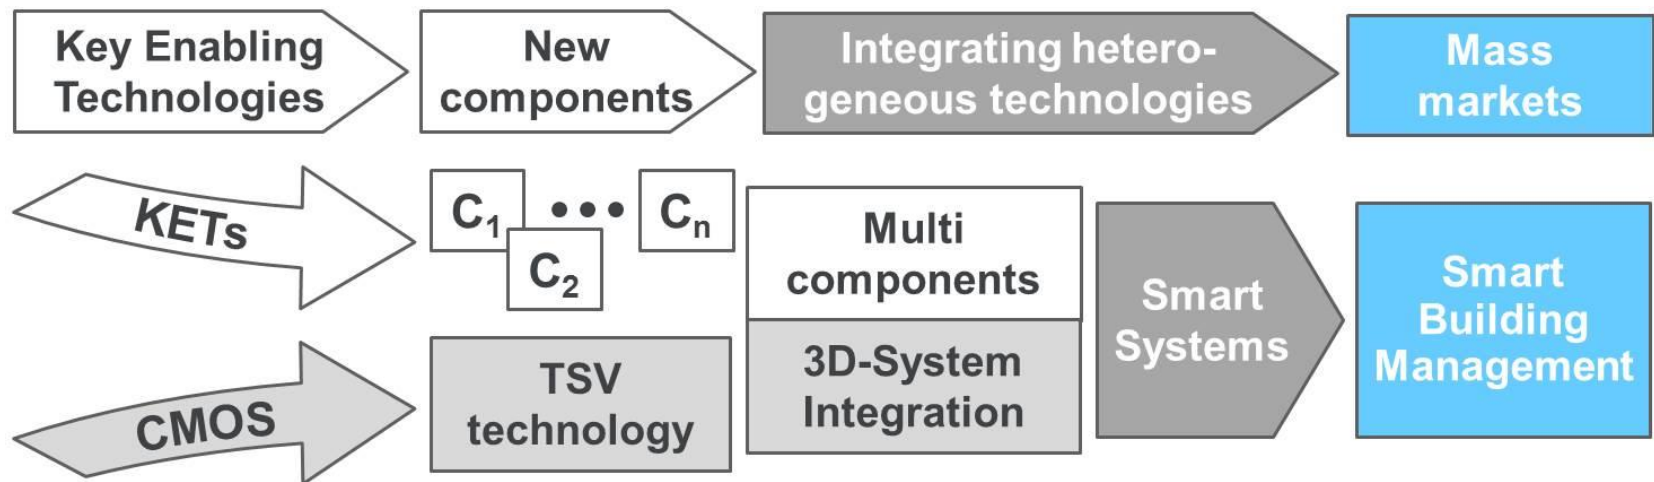 Key Enabling
Technologies
New
components
Integrating hetero-
geneous technologies
Mass
markets
KETs
C₁ ••• Cₙ
C₂
Multi
components
Smart
Systems
Smart
Building
Management
CMOS
TSV
technology
3D-System
Integration